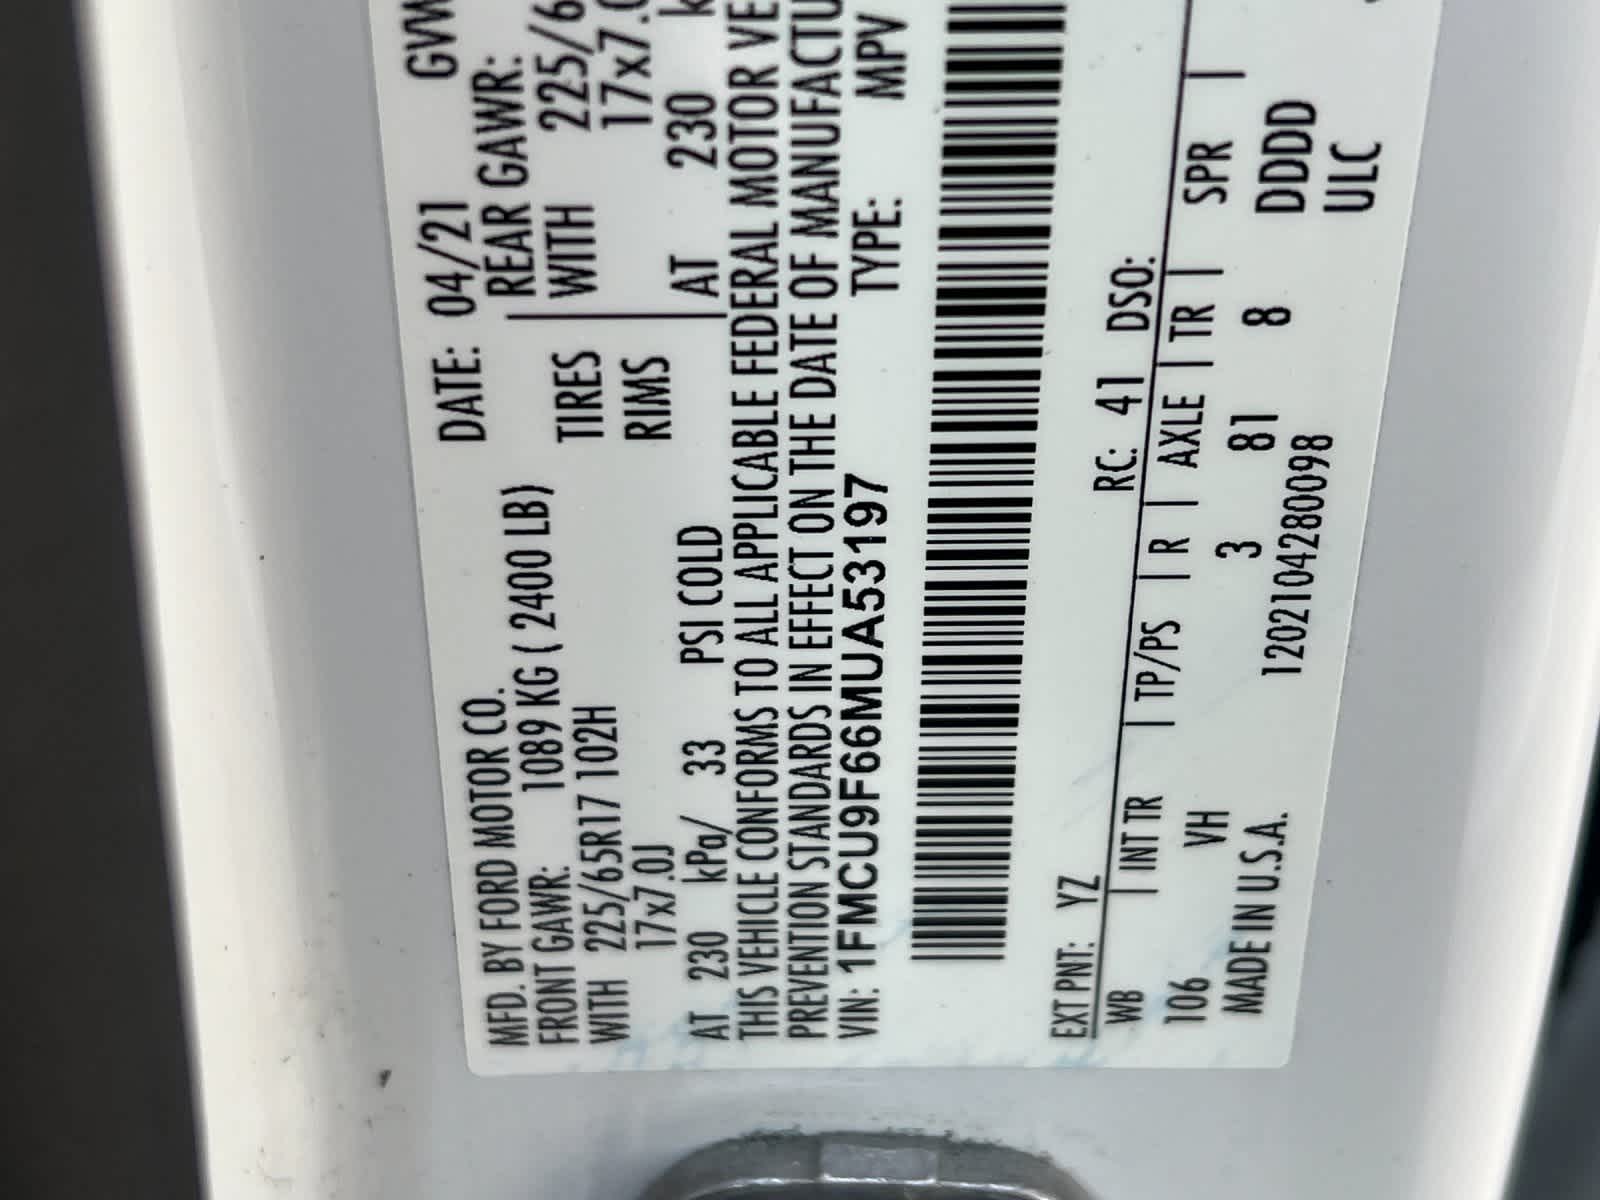 MFD. BY FORD MOTOR CO. DATE: 04/21
FRONT GAWR: 1089 KG ( 2400 LB) REAR GAWR:
WITH 225/65R17 102H TIRES WITH
17x7.0J RIMS
AT 230 kPa/ 33 PSI COLD AT 230
THIS VEHICLE CONFORMS TO ALL APPLICABLE FEDERAL MOTOR
PREVENTION STANDARDS IN EFFECT ON THE DATE OF
VIN: 1FMCU9F66MUA53197 TYPE: MPV
EXT PNT: YZ RC: 41 DSO:
WB | INT TR | TP/PS | R | AXLE | TR | SPR |
106 VH 3 81 8 DDDD
MADE IN U.S.A. 120210428 0098 ULC